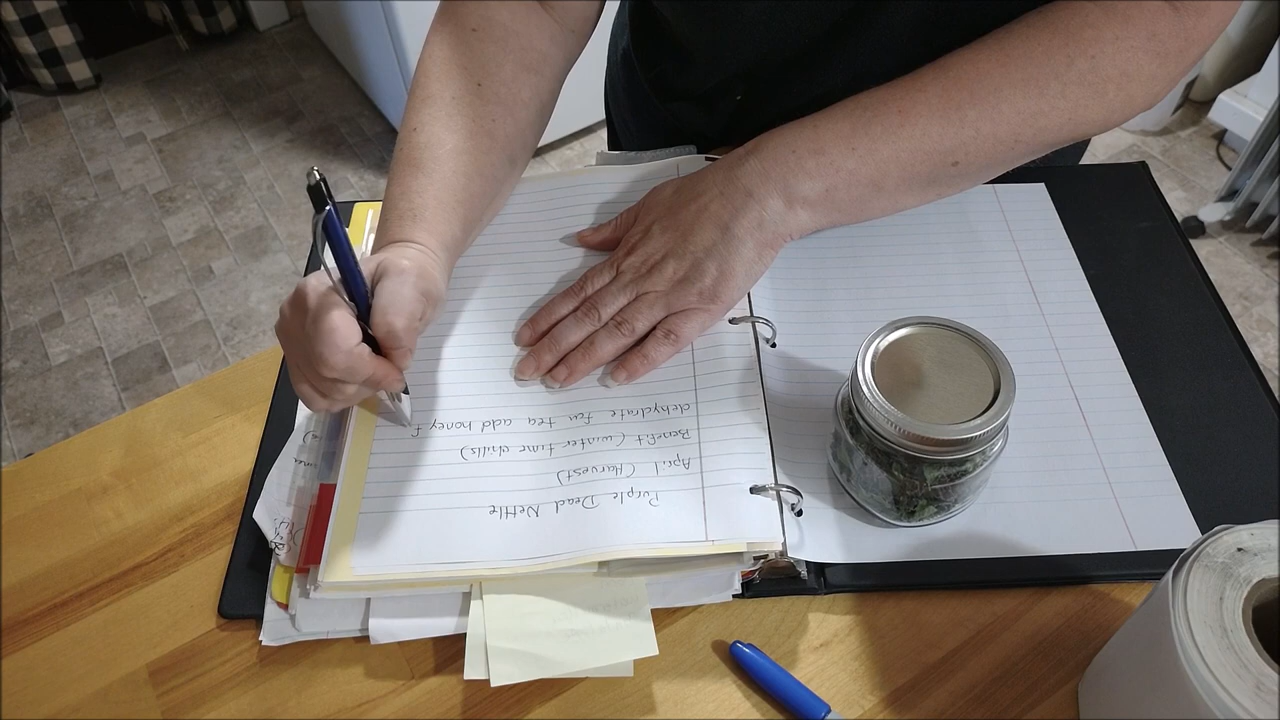 Purple Dead Nettle
April (Harvest)
Benefit (winter time chills)
dehydrate for tea add honey f